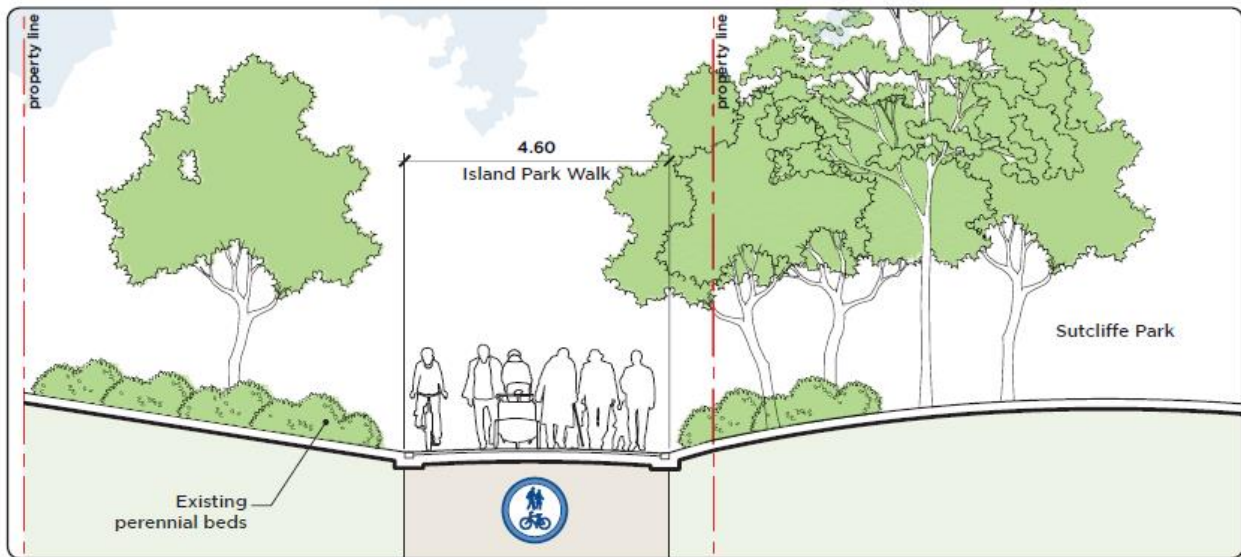 property line
property line
4.60
Island Park Walk
Sutcliffe Park
Existing
perennial beds